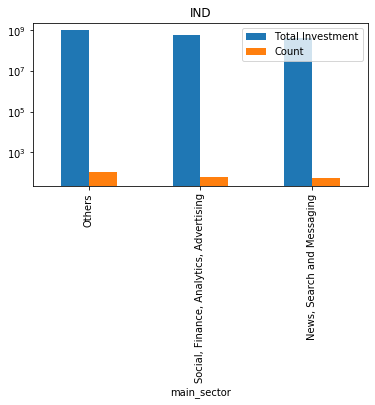 IND
Total Investment
Count
10⁹
10⁷
10⁵
10³
Others
Social, Finance, Analytics, Advertising
News, Search and Messaging
main_sector